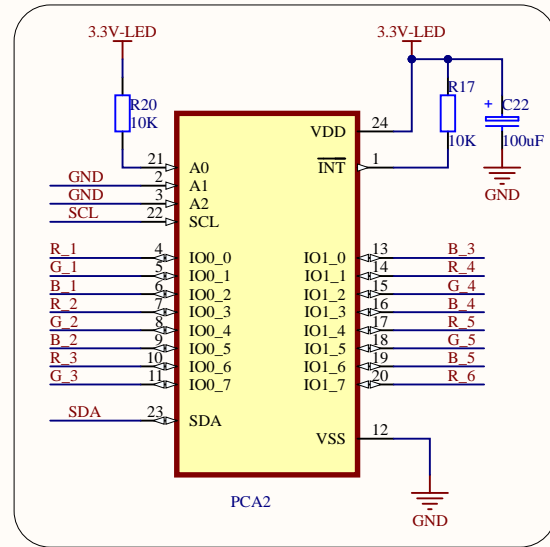 3.3V-LED
3.3V-LED
R20
10K
R17
10K
C22
+
100uF
GND
VDD 24
INT 1
21 A0
GND 2 A1
GND 3 A2
SCL 22 SCL
R_1 4 IO0_0 IO1_0 13 B_3
G_1 5 IO0_1 IO1_1 14 R_4
B_1 6 IO0_2 IO1_2 15 G_4
R_2 7 IO0_3 IO1_3 16 B_4
G_2 8 IO0_4 IO1_4 17 R_5
B_2 9 IO0_5 IO1_5 18 G_5
R_3 10 IO0_6 IO1_6 19 B_5
G_3 11 IO0_7 IO1_7 20 R_6
SDA 23 SDA
VSS 12
GND
PCA2